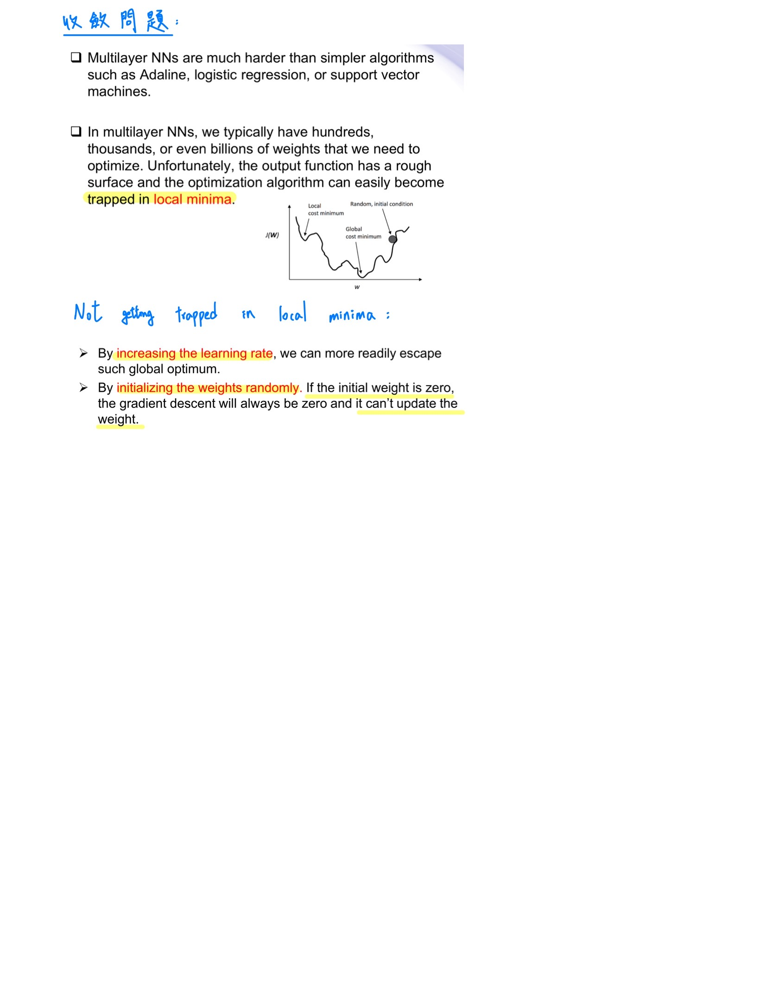 收斂問題：
❑ Multilayer NNs are much harder than simpler algorithms
such as Adaline, logistic regression, or support vector
machines.
❑ In multilayer NNs, we typically have hundreds,
thousands, or even billions of weights that we need to
optimize. Unfortunately, the output function has a rough
surface and the optimization algorithm can easily become
trapped in local minima.
Local
cost minimum
Random, initial condition
Global
cost minimum
J(W)
w
Not getting trapped in local minima :
➢ By increasing the learning rate, we can more readily escape
such global optimum.
➢ By initializing the weights randomly. If the initial weight is zero,
the gradient descent will always be zero and it can't update the
weight.